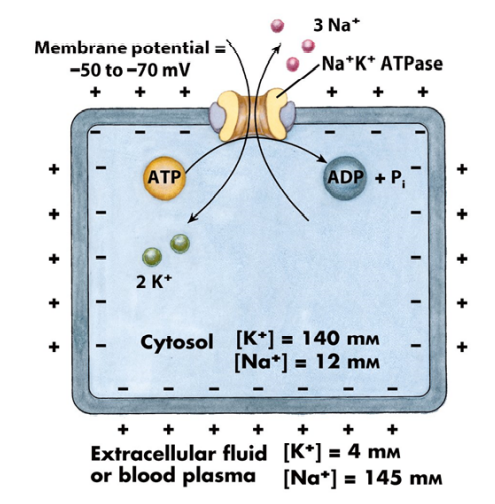 3 Na⁺
Membrane potential =
−50 to −70 mV
Na⁺K⁺ ATPase
+ + + + + +
− − − − − −
ATP
ADP + Pᵢ
2 K⁺
+ − − +
+ − − +
+ − − +
+ − − +
+ − − +
Cytosol [K⁺] = 140 mM
[Na⁺] = 12 mM
− − − − − − −
+ + + + + + +
Extracellular fluid [K⁺] = 4 mM
or blood plasma [Na⁺] = 145 mM